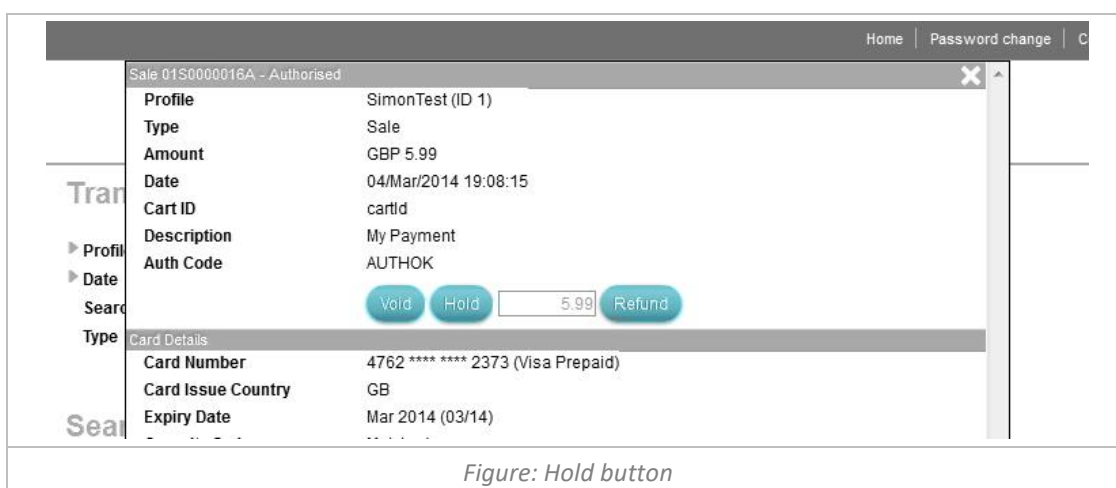 Home | Password change | C
Sale 01S0000016A - Authorised
Profile SimonTest (ID 1)
Type Sale
Amount GBP 5.99
Date 04/Mar/2014 19:08:15
Cart ID cartId
Description My Payment
Auth Code AUTHOK
Void Hold 5.99 Refund
Tran
Profil
Date
Searc
Type
Card Details
Card Number 4762 **** **** 2373 (Visa Prepaid)
Card Issue Country GB
Expiry Date Mar 2014 (03/14)
Sear
Figure: Hold button